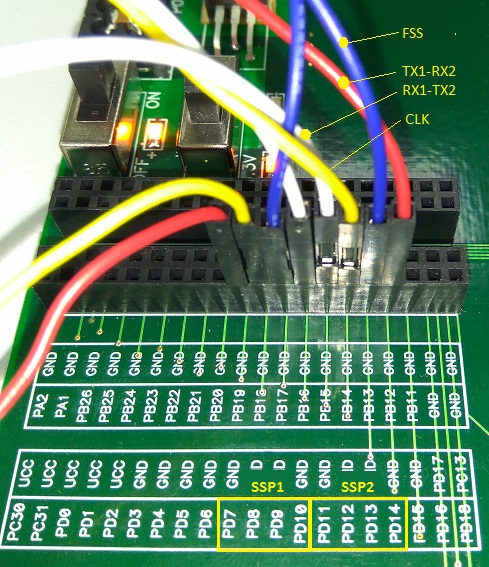 FSS
TX1-RX2
RX1-TX2
CLK
ON
OFF+
3V
GND GND GND GND GND GND GND GND GND GND GND GND GND GND GND GND GND GND GND GND
PA2 PA1 PB26 PB25 PB24 PB23 PB22 PB21 PB20 PB19 PB18 PB17 PB16 PB15 PB14 PB13 PB12 PB11 GND GND
UCC UCC UCC UCC UCC GND GND GND GND GND D D GND GND ID ID GND GND PD17 PC13
SSP1 SSP2
PC30 PC31 PD0 PD1 PD2 PD3 PD4 PD5 PD6 PD7 PD8 PD9 PD10 PD11 PD12 PD13 PD14 PB15 PD16 PD18